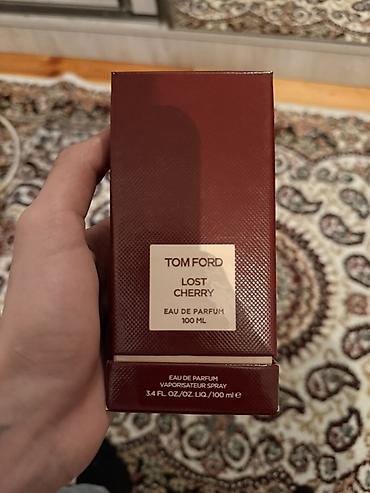 TOM FORD
LOST
CHERRY
EAU DE PARFUM
100 ML
EAU DE PARFUM
VAPORISATEUR SPRAY
3.4 FL. OZ./OZ. LIQ./100 ml e